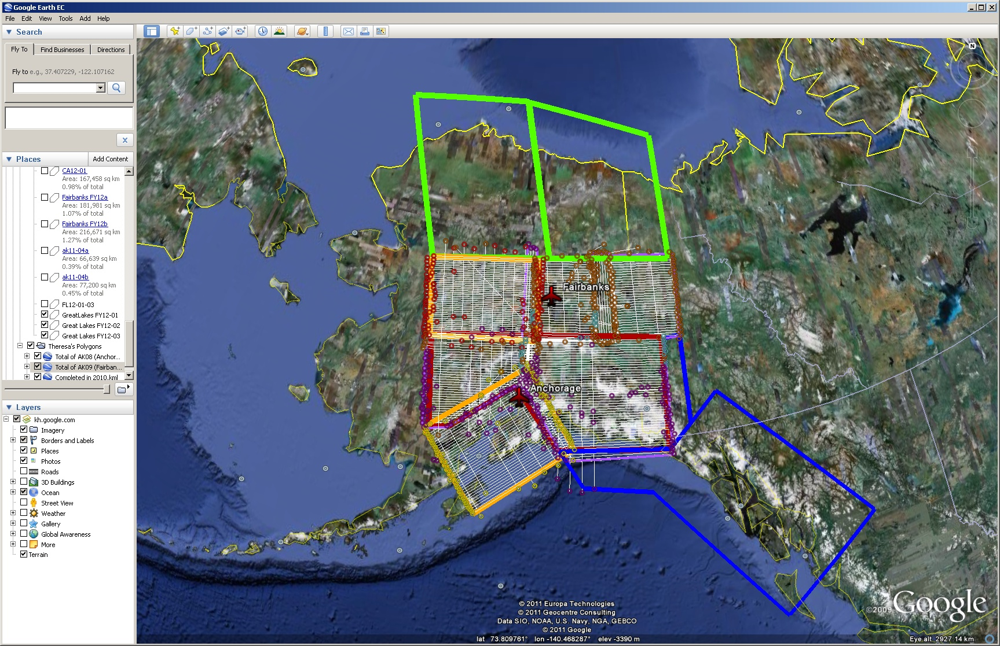 Google Earth EC
File Edit View Tools Add Help
Search
Fly To Find Businesses Directions
Fly to e.g., 37.407229, -122.107162
Places
Add Content
CA12-01
Area: 167,458 sq km
0.98% of total
Fairbanks FY12a
Area: 181,981 sq km
1.07% of total
Fairbanks FY12b
Area: 216,671 sq km
1.27% of total
ak11-04a
Area: 66,639 sq km
0.39% of total
ak11-04b
Area: 77,200 sq km
0.45% of total
FL12-01-03
GreatLakes FY12-01
Great Lakes FY12-02
Great Lakes FY12-03
Theresa's Polygons
Total of AK08 (Anchor...
Total of AK09 (Fairban...
Completed in 2010.kml
Layers
kh.google.com
Imagery
Borders and Labels
Places
Photos
Roads
3D Buildings
Ocean
Street View
Weather
Gallery
Global Awareness
More
Terrain
N
Fairbanks
Anchorage
© 2011 Europa Technologies
© 2011 Geocentre Consulting
Data SIO, NOAA, U.S. Navy, NGA, GEBCO
© 2011 Google
©2009 Google
lat 73.809761° lon -140.468287° elev -3390 m
Eye alt 2927.14 km